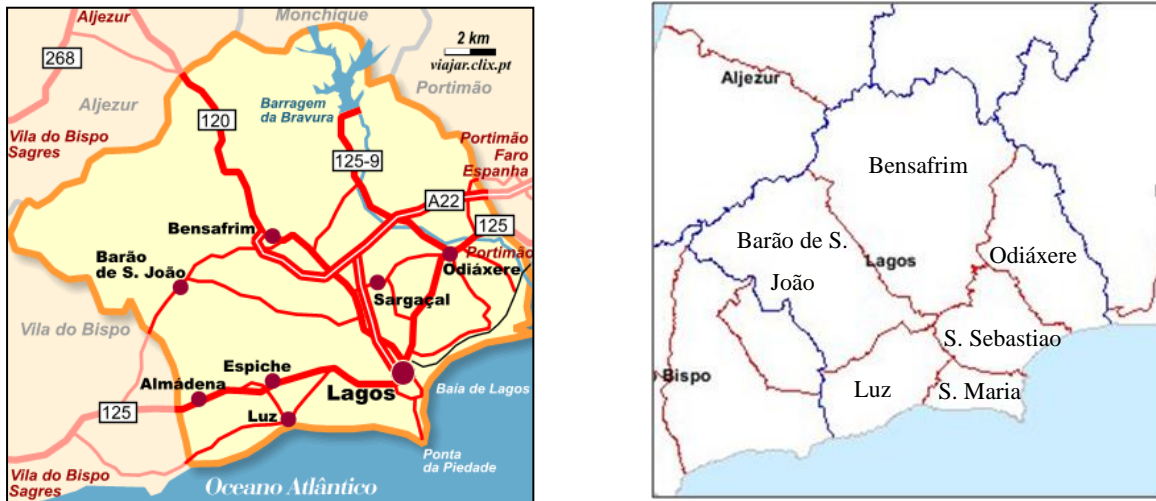 Aljezur
Monchique
2 km
viajar.clix.pt
268
Portimão
Aljezur
Barragem
da Bravura
120
Vila do Bispo
Sagres
Portimão
Faro
Espanha
125-9
A22
125
Bensafrim
Portimão
Barão
de S. João
Odiáxere
Sargaçal
Vila do Bispo
Espiche
Almádena
Lagos
Baía de Lagos
125
Luz
Ponta
da Piedade
Vila do Bispo
Sagres
Oceano Atlântico
Aljezur
Bensafrim
Barão de S.
João
Lagos
Odiáxere
S. Sebastiao
Bispo
Luz
S. Maria